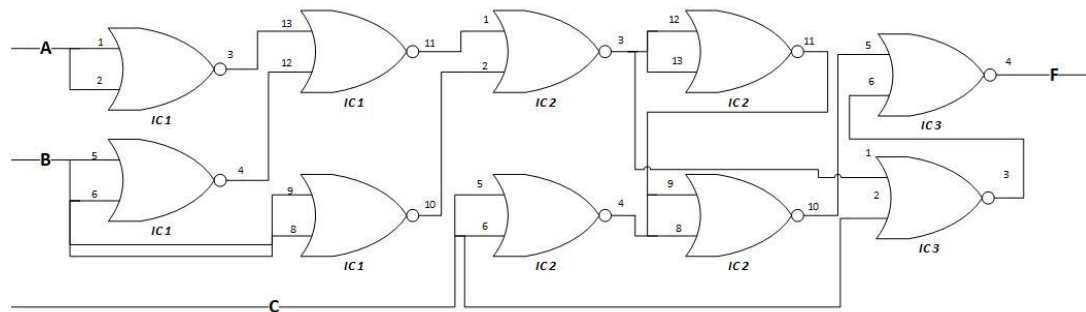 13 11 1 3 12 11
A 1 3 5 4 F
2 12 2 13 6
IC1 IC1 IC2 IC2 IC3
B 5 4 1 3
6 9 10 5 4 9 10 2
8 6 8
IC1 IC1 IC2 IC2 IC3
C